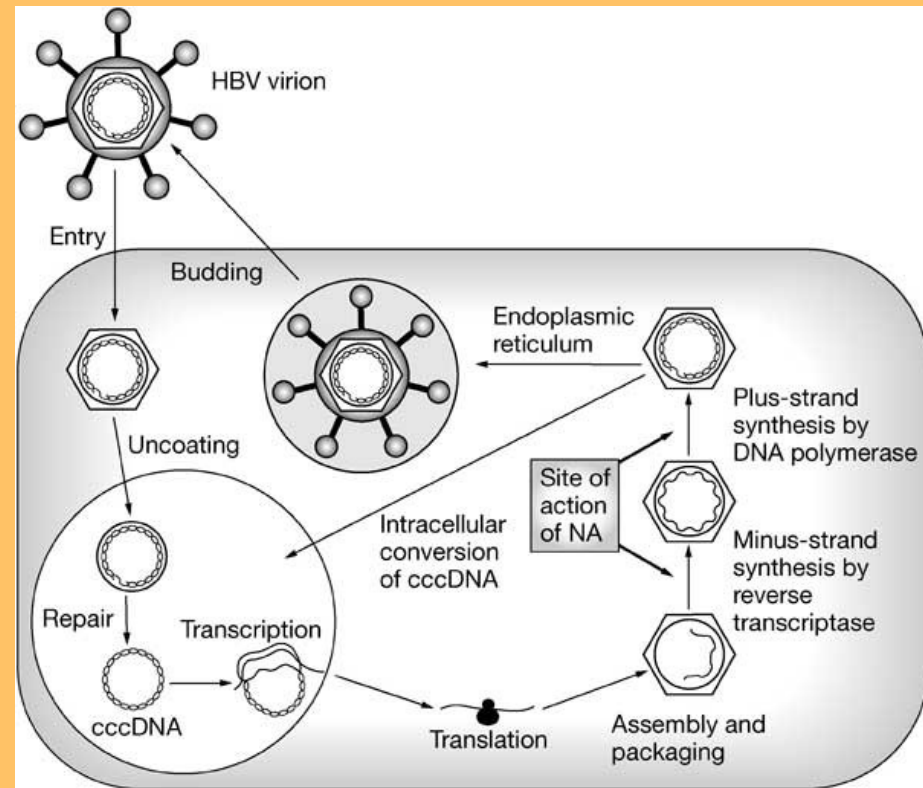 HBV virion
Entry
Budding
Endoplasmic
reticulum
Uncoating
Plus-strand
synthesis by
DNA polymerase
Site of
action
of NA
Intracellular
conversion
of cccDNA
Minus-strand
synthesis by
reverse
transcriptase
Repair
Transcription
cccDNA
Translation
Assembly and
packaging